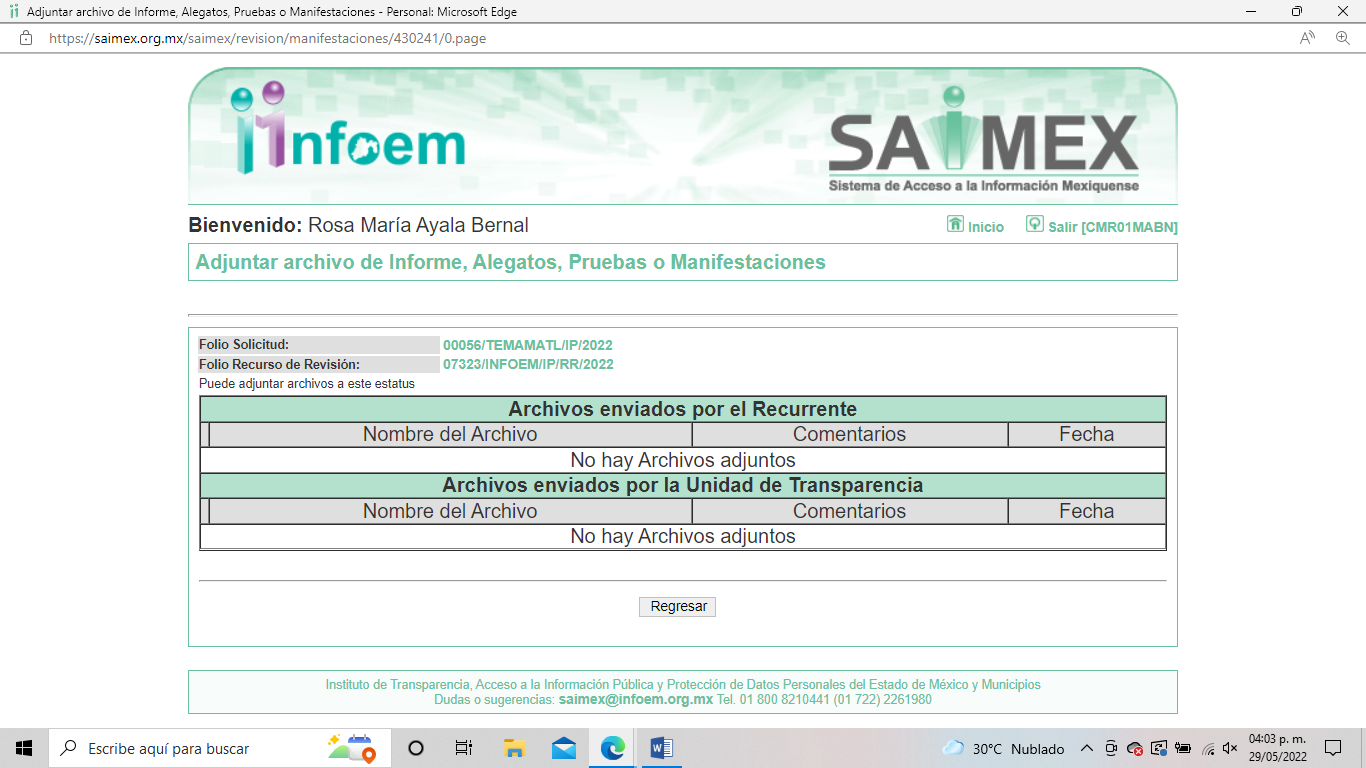 Adjuntar archivo de Informe, Alegatos, Pruebas o Manifestaciones - Personal: Microsoft Edge
https://saimex.org.mx/saimex/revision/manifestaciones/430241/0.page
infoem
SAIMEX
Sistema de Acceso a la Información Mexiquense
Bienvenido: Rosa María Ayala Bernal
Inicio Salir [CMR01MABN]
Adjuntar archivo de Informe, Alegatos, Pruebas o Manifestaciones
Folio Solicitud: 00056/TEMAMATL/IP/2022
Folio Recurso de Revisión: 07323/INFOEM/IP/RR/2022
Puede adjuntar archivos a este estatus
Archivos enviados por el Recurrente
Nombre del Archivo Comentarios Fecha
No hay Archivos adjuntos
Archivos enviados por la Unidad de Transparencia
Nombre del Archivo Comentarios Fecha
No hay Archivos adjuntos
Regresar
Instituto de Transparencia, Acceso a la Información Pública y Protección de Datos Personales del Estado de México y Municipios
Dudas o sugerencias: saimex@infoem.org.mx Tel. 01 800 8210441 (01 722) 2261980
Escribe aquí para buscar
30°C Nublado
04:03 p. m.
29/05/2022